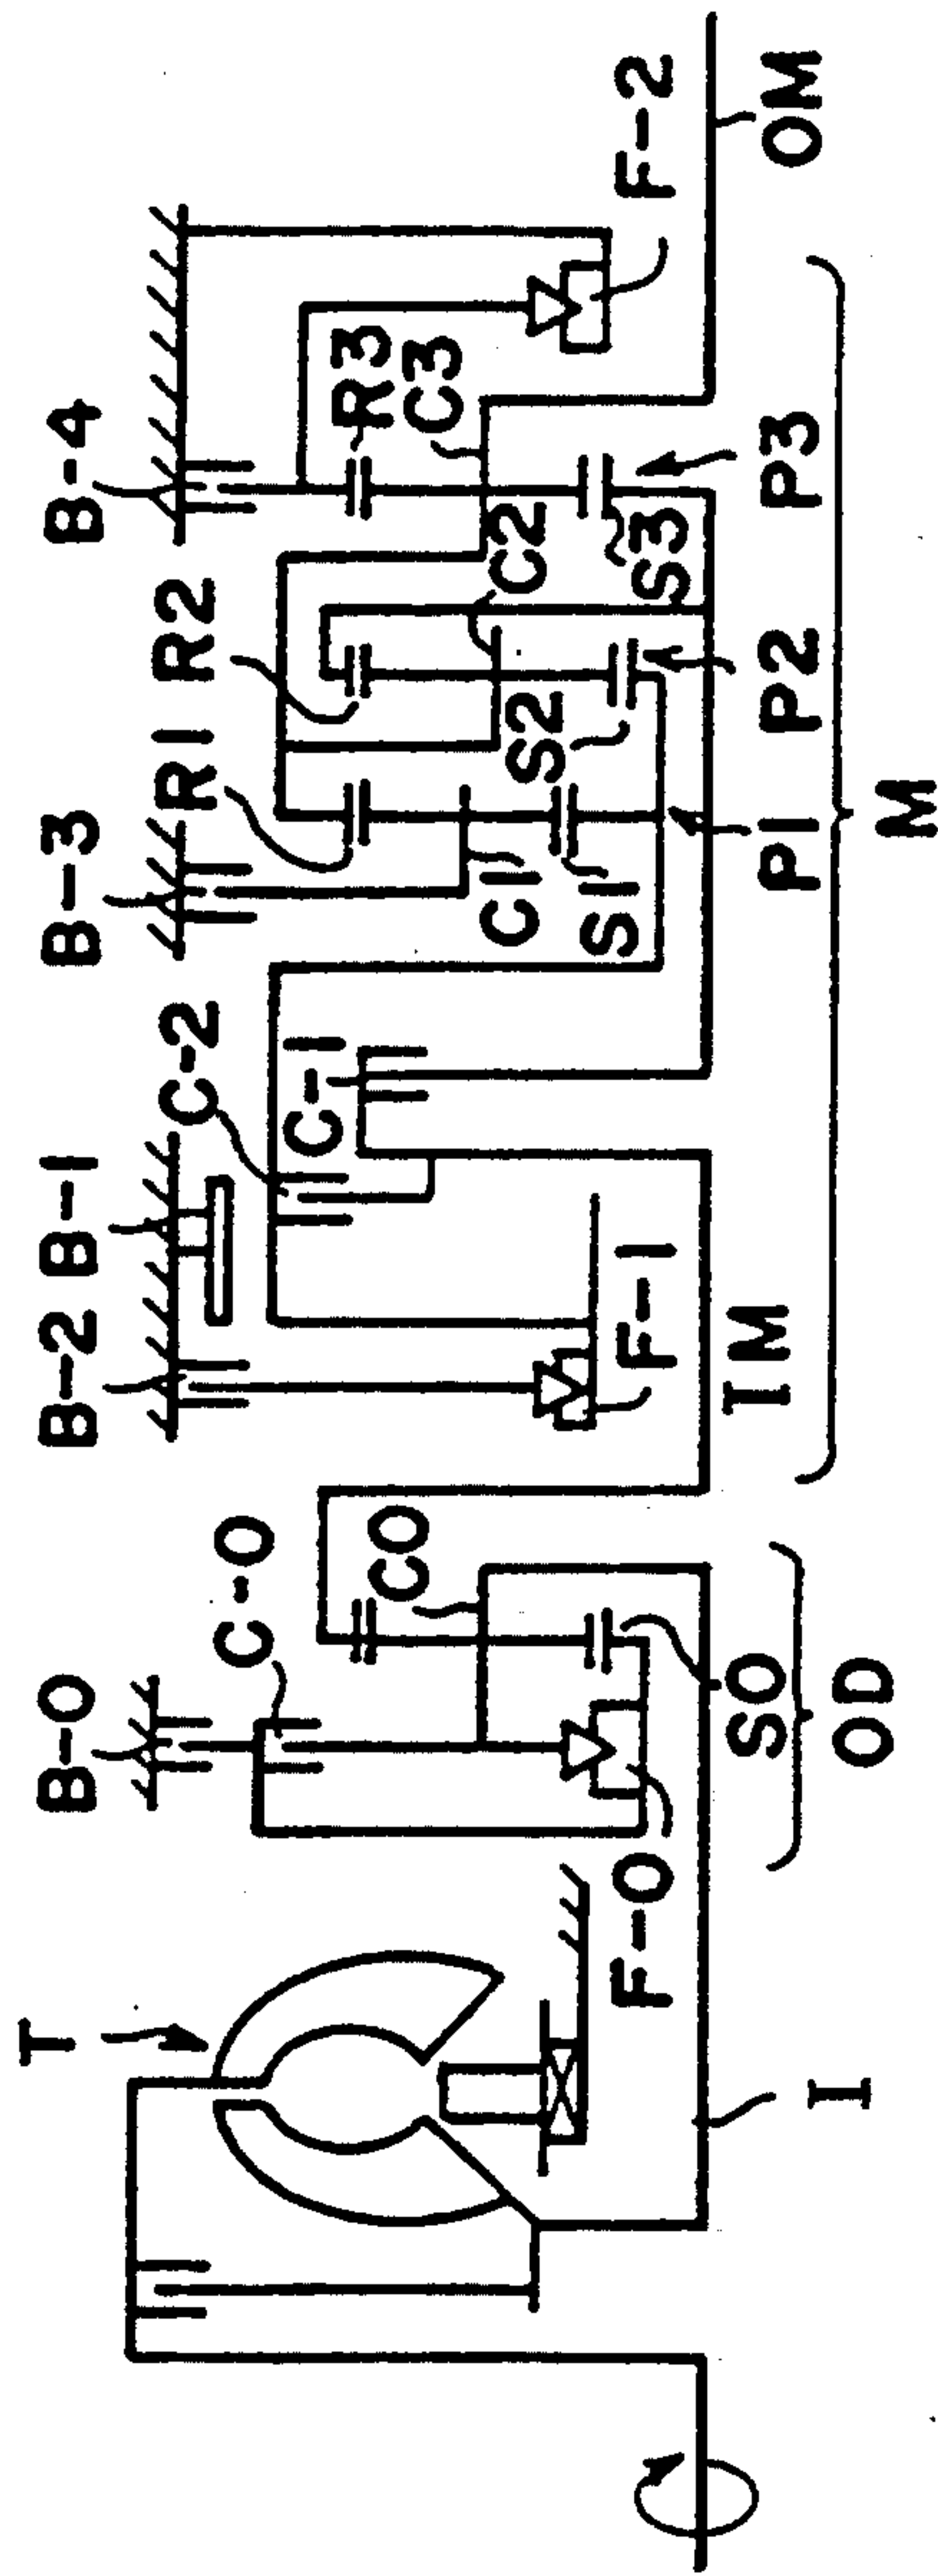 T
B-0
C-0
B-2
B-1
C-2
B-3
B-4
R1
R2
R3
C3
C-1
C1
C2
S1
S2
S3
F-0
F-1
F-2
C0
S0
I
IM
P1
P2
P3
OM
OD
M